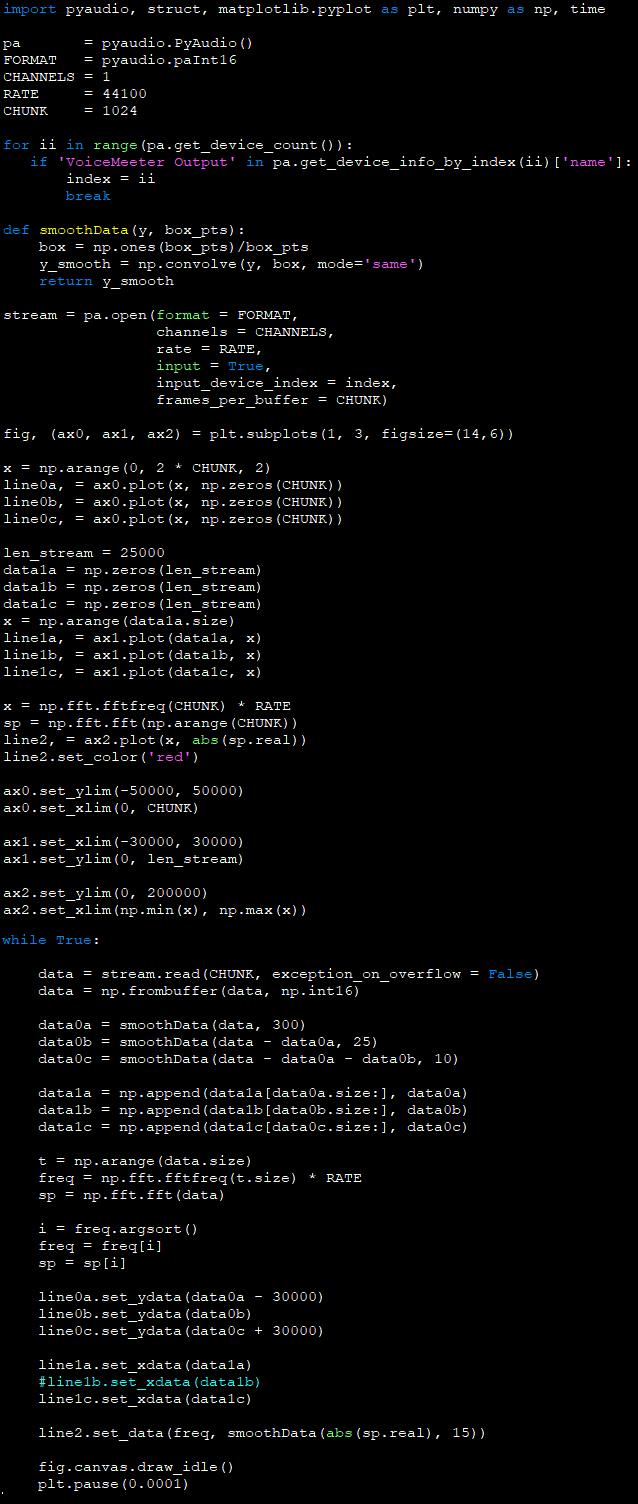 import pyaudio, struct, matplotlib.pyplot as plt, numpy as np, time
pa       = pyaudio.PyAudio()
FORMAT   = pyaudio.paInt16
CHANNELS = 1
RATE     = 44100
CHUNK    = 1024
for ii in range(pa.get_device_count()):
   if 'VoiceMeeter Output' in pa.get_device_info_by_index(ii)['name']:
       index = ii
       break
def smoothData(y, box_pts):
    box = np.ones(box_pts)/box_pts
    y_smooth = np.convolve(y, box, mode='same')
    return y_smooth
stream = pa.open(format = FORMAT,
                 channels = CHANNELS,
                 rate = RATE,
                 input = True,
                 input_device_index = index,
                 frames_per_buffer = CHUNK)
fig, (ax0, ax1, ax2) = plt.subplots(1, 3, figsize=(14,6))
x = np.arange(0, 2 * CHUNK, 2)
line0a, = ax0.plot(x, np.zeros(CHUNK))
line0b, = ax0.plot(x, np.zeros(CHUNK))
line0c, = ax0.plot(x, np.zeros(CHUNK))
len_stream = 25000
data1a = np.zeros(len_stream)
data1b = np.zeros(len_stream)
data1c = np.zeros(len_stream)
x = np.arange(data1a.size)
line1a, = ax1.plot(data1a, x)
line1b, = ax1.plot(data1b, x)
line1c, = ax1.plot(data1c, x)
x = np.fft.fftfreq(CHUNK) * RATE
sp = np.fft.fft(np.arange(CHUNK))
line2, = ax2.plot(x, abs(sp.real))
line2.set_color('red')
ax0.set_ylim(-50000, 50000)
ax0.set_xlim(0, CHUNK)
ax1.set_xlim(-30000, 30000)
ax1.set_ylim(0, len_stream)
ax2.set_ylim(0, 200000)
ax2.set_xlim(np.min(x), np.max(x))
while True:
    data = stream.read(CHUNK, exception_on_overflow = False)
    data = np.frombuffer(data, np.int16)
    data0a = smoothData(data, 300)
    data0b = smoothData(data - data0a, 25)
    data0c = smoothData(data - data0a - data0b, 10)
    data1a = np.append(data1a[data0a.size:], data0a)
    data1b = np.append(data1b[data0b.size:], data0b)
    data1c = np.append(data1c[data0c.size:], data0c)
    t = np.arange(data.size)
    freq = np.fft.fftfreq(t.size) * RATE
    sp = np.fft.fft(data)
    i = freq.argsort()
    freq = freq[i]
    sp = sp[i]
    line0a.set_ydata(data0a - 30000)
    line0b.set_ydata(data0b)
    line0c.set_ydata(data0c + 30000)
    line1a.set_xdata(data1a)
    #line1b.set_xdata(data1b)
    line1c.set_xdata(data1c)
    line2.set_data(freq, smoothData(abs(sp.real), 15))
    fig.canvas.draw_idle()
    plt.pause(0.0001)